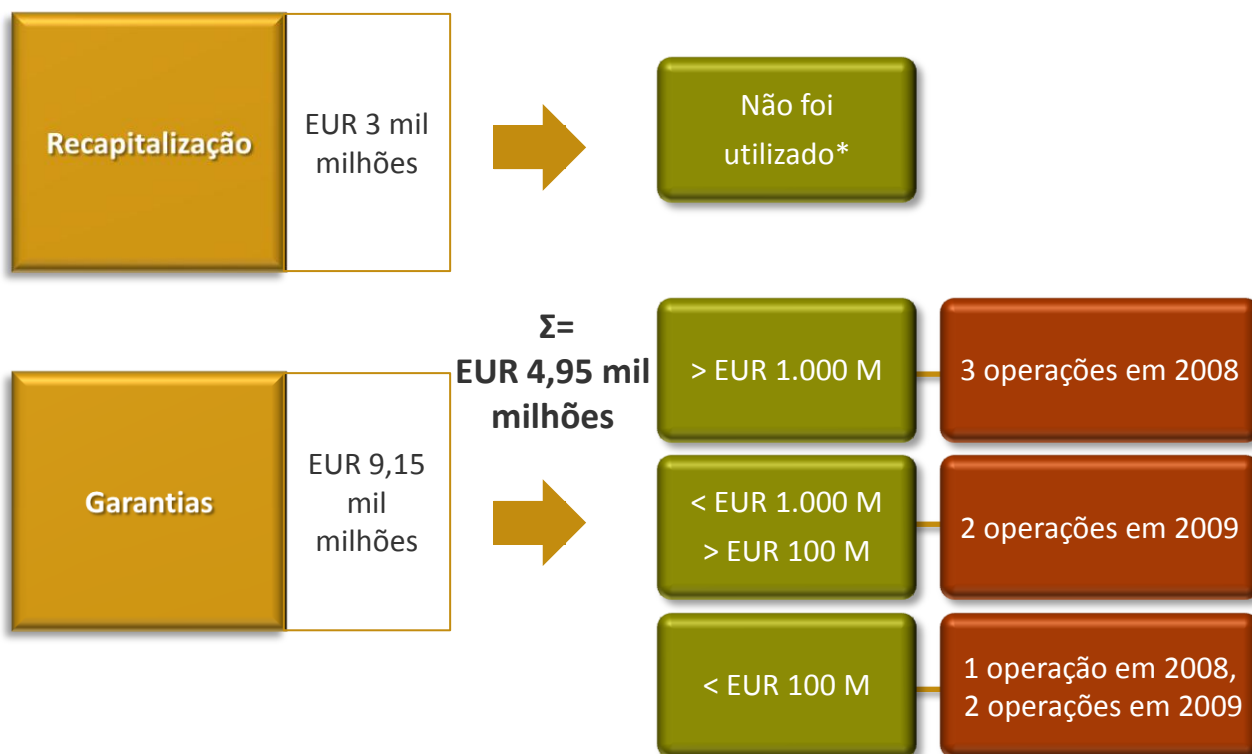 Recapitalização
EUR 3 mil
milhões
Não foi
utilizado*
Garantias
EUR 9,15
mil
milhões
Σ=
EUR 4,95 mil
milhões
> EUR 1.000 M
3 operações em 2008
< EUR 1.000 M
> EUR 100 M
2 operações em 2009
< EUR 100 M
1 operação em 2008,
2 operações em 2009